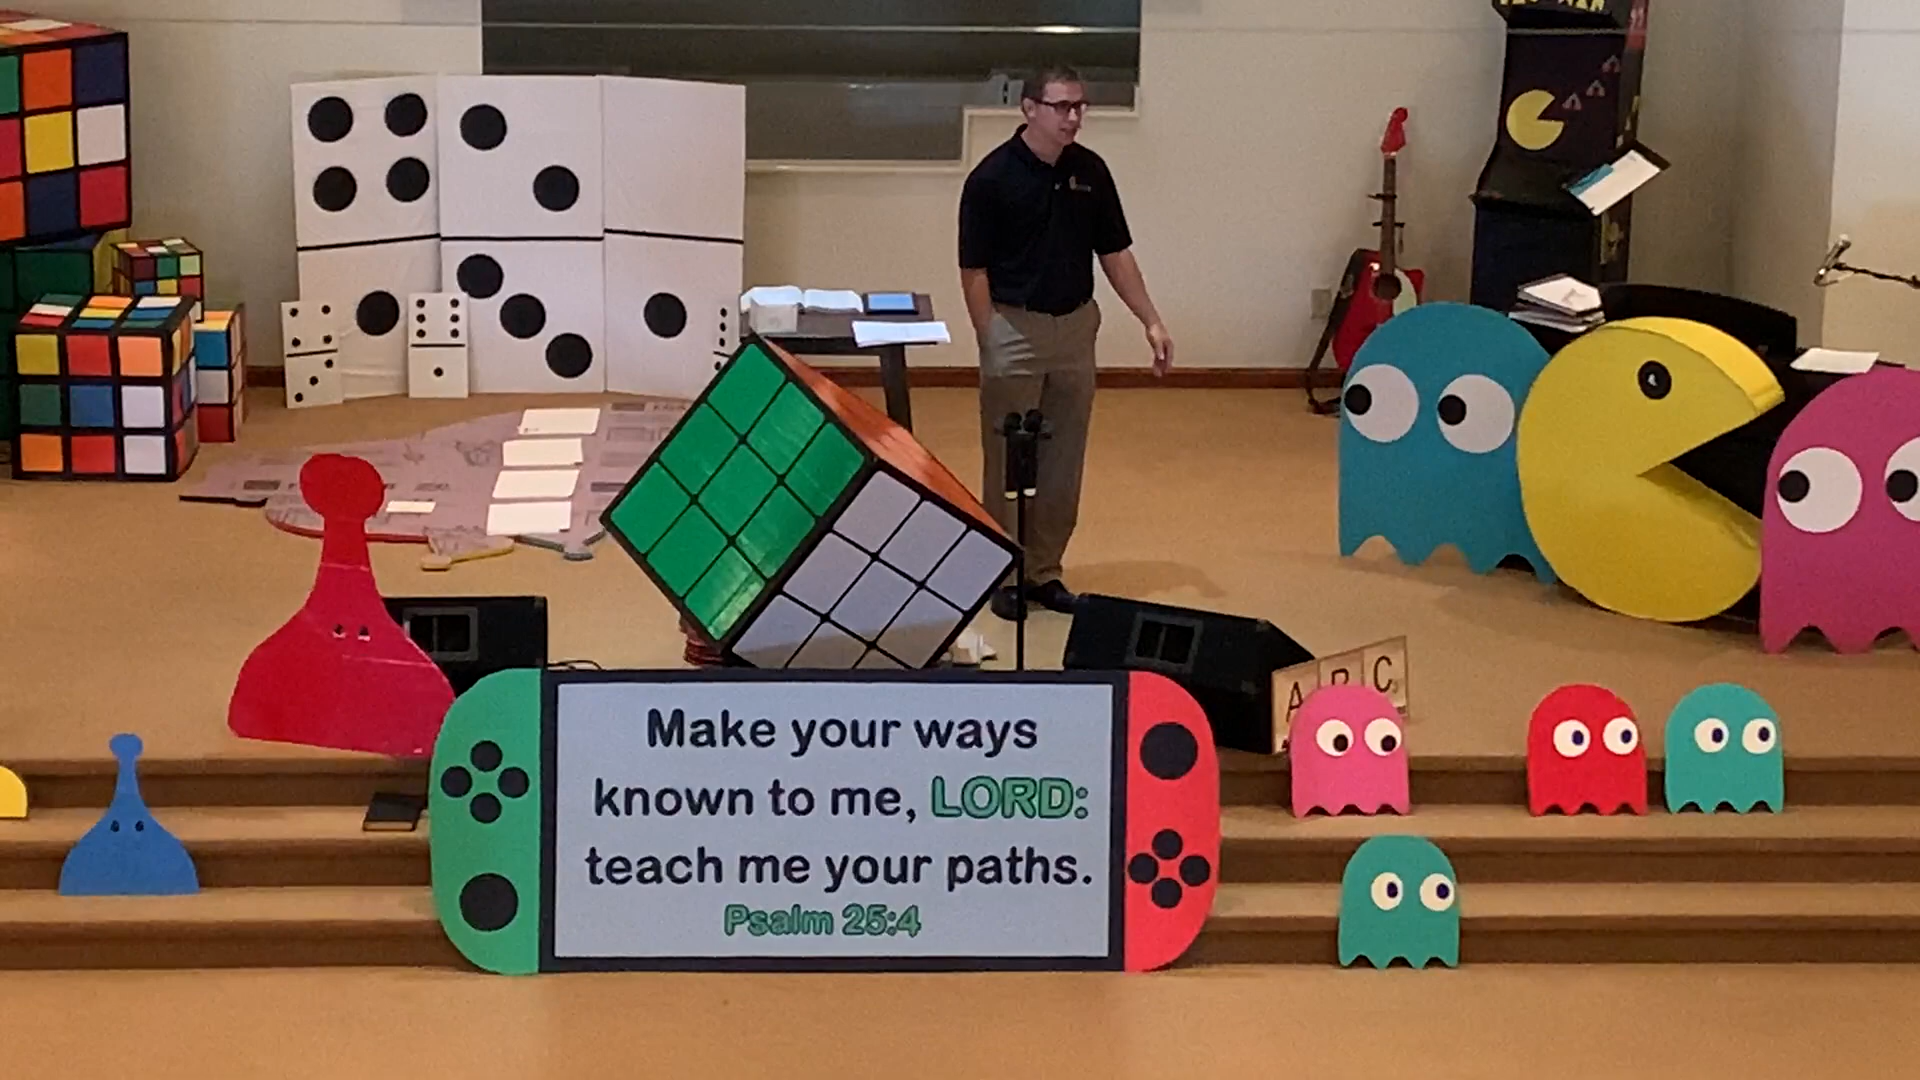 Make your ways
known to me, LORD:
teach me your paths.
Psalm 25:4
A B C